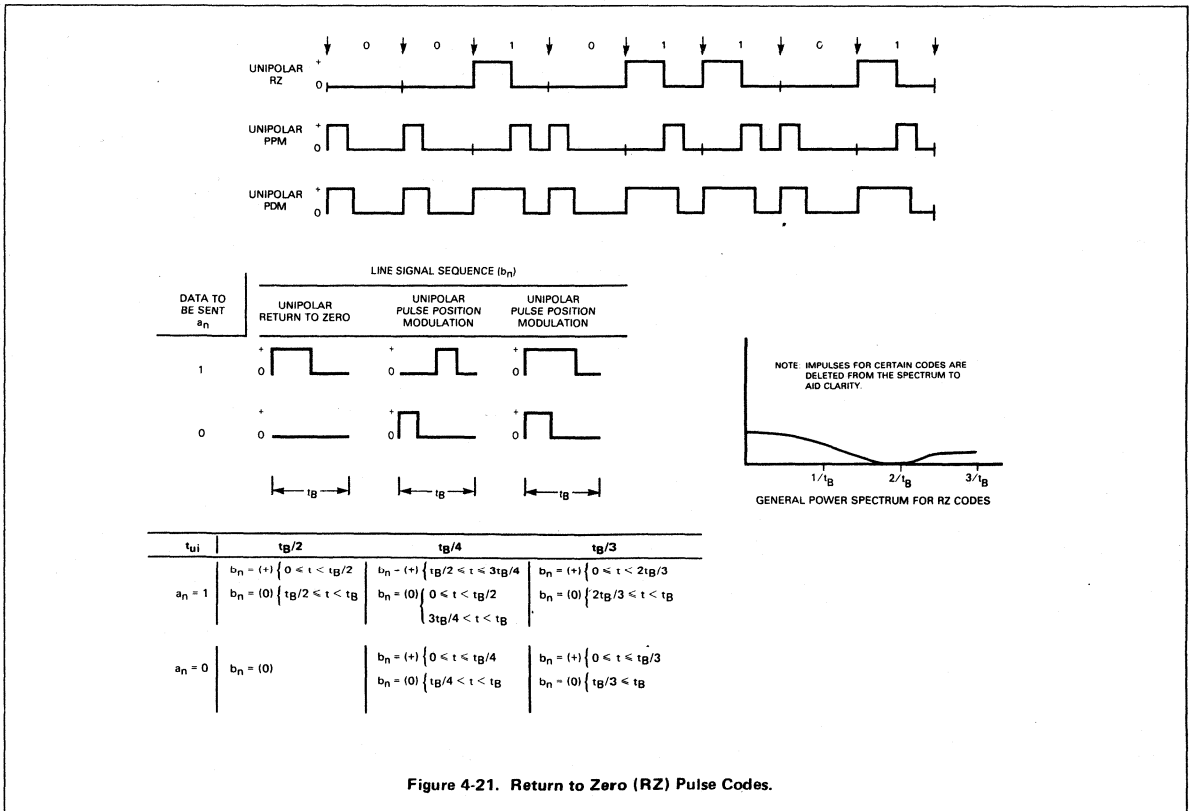 0 0 1 0 1 1 0 1
UNIPOLAR
RZ
+
0
UNIPOLAR
PPM
+
0
UNIPOLAR
PDM
+
0
LINE SIGNAL SEQUENCE (bn)
DATA TO
BE SENT
an
UNIPOLAR
RETURN TO ZERO
UNIPOLAR
PULSE POSITION
MODULATION
UNIPOLAR
PULSE POSITION
MODULATION
1
+
0
+
0
+
0
0
+
0
+
0
+
0
tB
tB
tB
NOTE: IMPULSES FOR CERTAIN CODES ARE
DELETED FROM THE SPECTRUM TO
AID CLARITY.
1/tB 2/tB 3/tB
GENERAL POWER SPECTRUM FOR RZ CODES
tui tB/2 tB/4 tB/3
an = 1
bn = (+) { 0 ≤ t < tB/2
bn = (0) { tB/2 ≤ t < tB
bn – (+) { tB/2 ≤ t ≤ 3tB/4
bn = (0) { 0 ≤ t < tB/2
3tB/4 < t < tB
bn = (+) { 0 ≤ t < 2tB/3
bn = (0) { 2tB/3 ≤ t < tB
an = 0
bn = (0)
bn = (+) { 0 ≤ t ≤ tB/4
bn = (0) { tB/4 < t < tB
bn = (+) { 0 ≤ t ≤ tB/3
bn = (0) { tB/3 ≤ tB
Figure 4-21. Return to Zero (RZ) Pulse Codes.